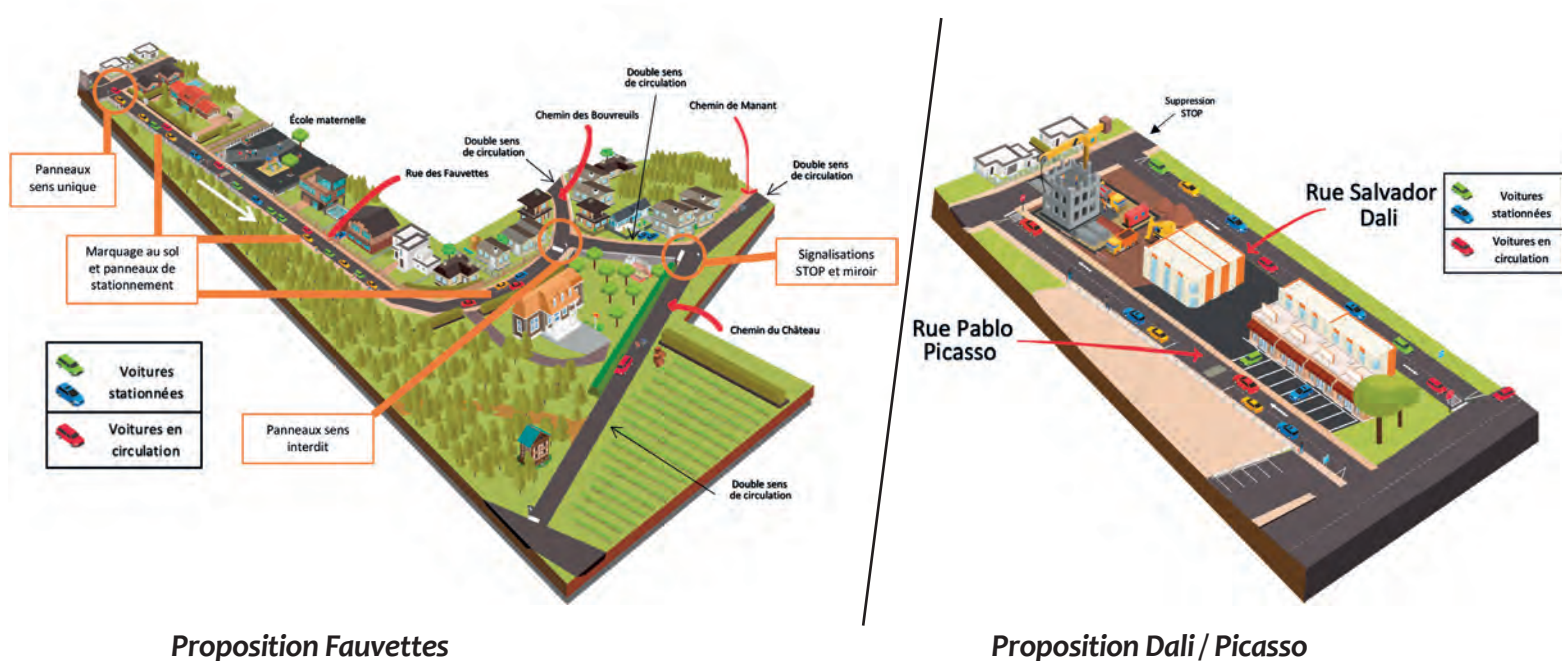 Double sens
de circulation
Chemin de Manant
Chemin des Bouvreuils
École maternelle
Double sens
de circulation
Double sens
de circulation
Panneaux
sens unique
Rue des Fauvettes
Marquage au sol
et panneaux de
stationnement
Signalisations
STOP et miroir
Chemin du Château
Voitures
stationnées
Voitures en
circulation
Panneaux sens
interdit
Double sens
de circulation
Proposition Fauvettes
Suppression
STOP
Rue Salvador
Dali
Voitures
stationnées
Voitures en
circulation
Rue Pablo
Picasso
Proposition Dali / Picasso